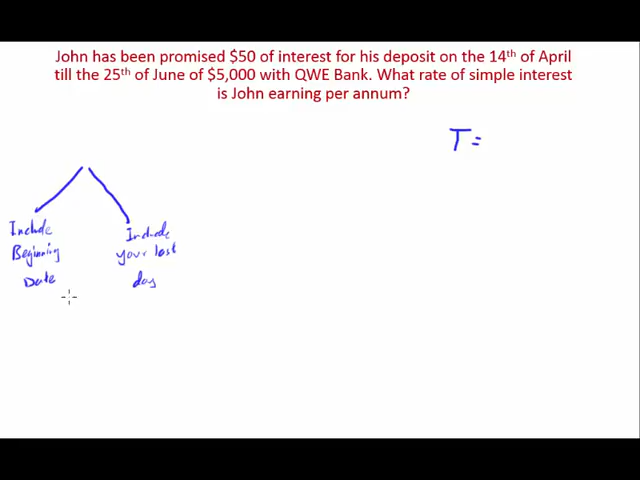 John has been promised $50 of interest for his deposit on the 14th of April
till the 25th of June of $5,000 with QWE Bank. What rate of simple interest
is John earning per annum?
T=
Include
Beginning
Date
Include
your last
day